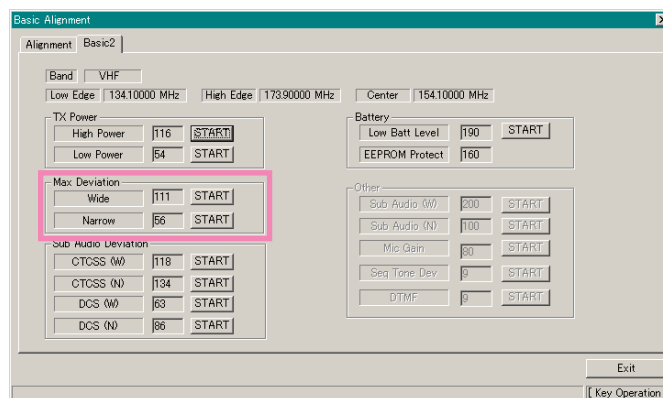 Basic Alignment
Alignment Basic2
Band VHF
Low Edge 134.10000 MHz High Edge 173.90000 MHz Center 154.10000 MHz
TX Power
High Power 116 START
Low Power 54 START
Battery
Low Batt Level 190 START
EEPROM Protect 160
Max Deviation
Wide 111 START
Narrow 56 START
Other
Sub Audio (W) 200 START
Sub Audio (N) 100 START
Mic Gain 80 START
Seq Tone Dev 9 START
DTMF 9 START
Sub Audio Deviation
CTCSS (W) 118 START
CTCSS (N) 134 START
DCS (W) 63 START
DCS (N) 86 START
Exit
[ Key Operation